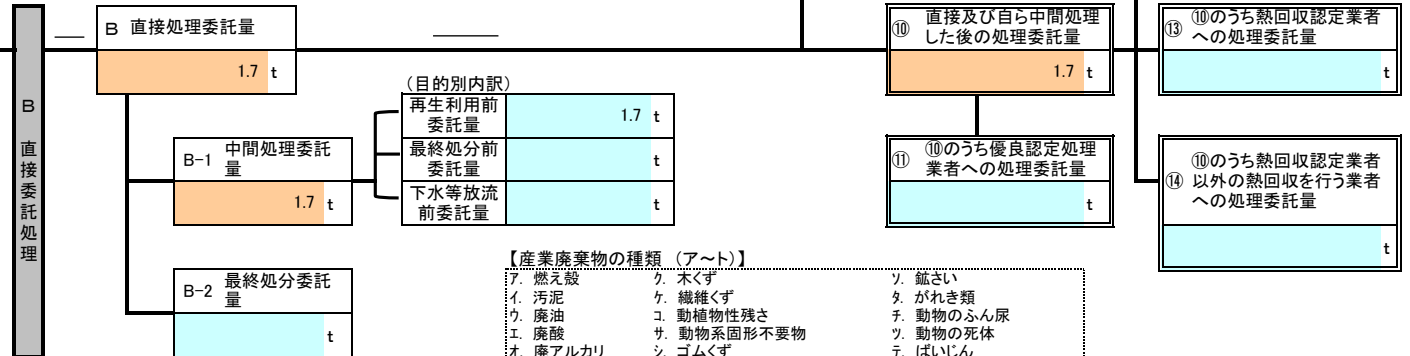 B 直接処理委託量
1.7 t
B 直接委託処理
(目的別内訳)
再生利用前
委託量
1.7 t
最終処分前
委託量
t
下水等放流
前委託量
t
B-1 中間処理委託
量
1.7 t
B-2 最終処分委託
量
t
⑩ 直接及び自ら中間処理
した後の処理委託量
1.7 t
⑪ ⑩のうち優良認定処理
業者への処理委託量
t
⑬ ⑩のうち熱回収認定業者
への処理委託量
t
⑭ ⑩のうち熱回収認定業者
以外の熱回収を行う業者
への処理委託量
t
【産業廃棄物の種類 (ア~ト)】
ア. 燃え殻 ク. 木くず ソ. 鉱さい
イ. 汚泥 ケ. 繊維くず タ. がれき類
ウ. 廃油 コ. 動植物性残さ チ. 動物のふん尿
エ. 廃酸 サ. 動物系固形不要物 ツ. 動物の死体
オ. 廃アルカリ シ. ゴムくず テ. ばいじん